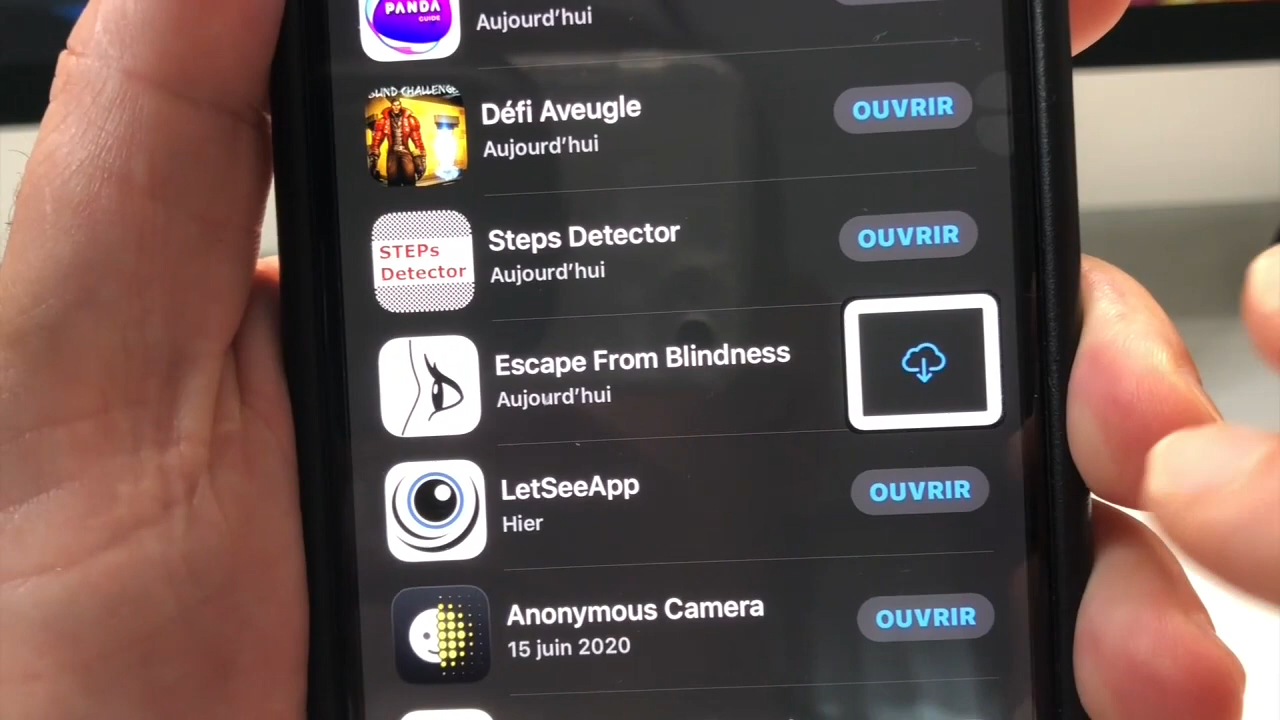 PANDA
GUIDE
Aujourd'hui
BLIND CHALLENGE
Défi Aveugle
Aujourd'hui
OUVRIR
STEPs
Detector
Steps Detector
Aujourd'hui
OUVRIR
Escape From Blindness
Aujourd'hui
LetSeeApp
Hier
OUVRIR
Anonymous Camera
15 juin 2020
OUVRIR